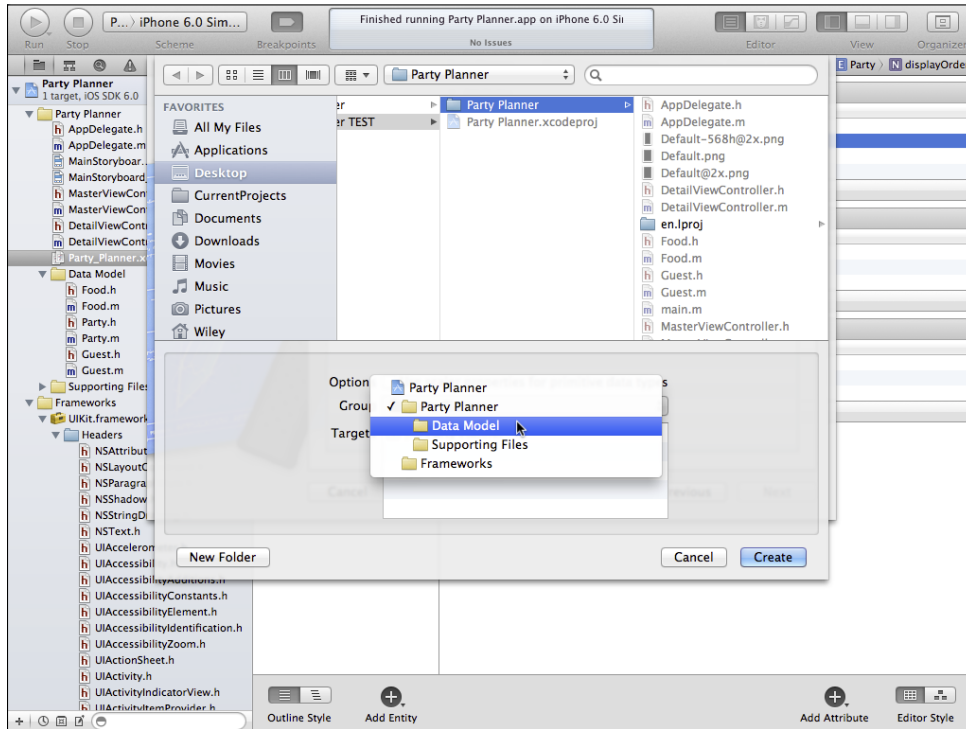 P... iPhone 6.0 Sim...
Finished running Party Planner.app on iPhone 6.0 Si
No Issues
Run Stop Scheme Breakpoints Editor View Organizer
Party Planner
1 target, iOS SDK 6.0
Party Planner
AppDelegate.h
AppDelegate.m
MainStoryboar..
MainStoryboard
MasterViewCon
MasterViewCon
DetailViewCont
DetailViewCont
Party_Planner.x
Data Model
Food.h
Food.m
Party.h
Party.m
Guest.h
Guest.m
Supporting Files
Frameworks
UIKit.framework
Headers
NSAttribut
NSLayoutC
NSParagra
NSShadow
NSStringD
NSText.h
UIAccelerom
UIAccessibility
UIAccessibilityAdditions.h
UIAccessibilityConstants.h
UIAccessibilityElement.h
UIAccessibilityIdentification.h
UIAccessibilityZoom.h
UIActionSheet.h
UIActivity.h
UIActivityIndicatorView.h
UIActivityItemProvider.h
Party Planner
E Party N displayOrde
FAVORITES
All My Files
Applications
Desktop
CurrentProjects
Documents
Downloads
Movies
Music
Pictures
Wiley
er
er TEST
Party Planner
Party Planner.xcodeproj
AppDelegate.h
AppDelegate.m
Default-568h@2x.png
Default.png
Default@2x.png
DetailViewController.h
DetailViewController.m
en.lproj
Food.h
Food.m
Guest.h
Guest.m
main.m
MasterViewController.h
Option
Group
Target
Party Planner
✓ Party Planner
Data Model
Supporting Files
Frameworks
Cancel
Next
New Folder Cancel Create
Outline Style Add Entity Add Attribute Editor Style